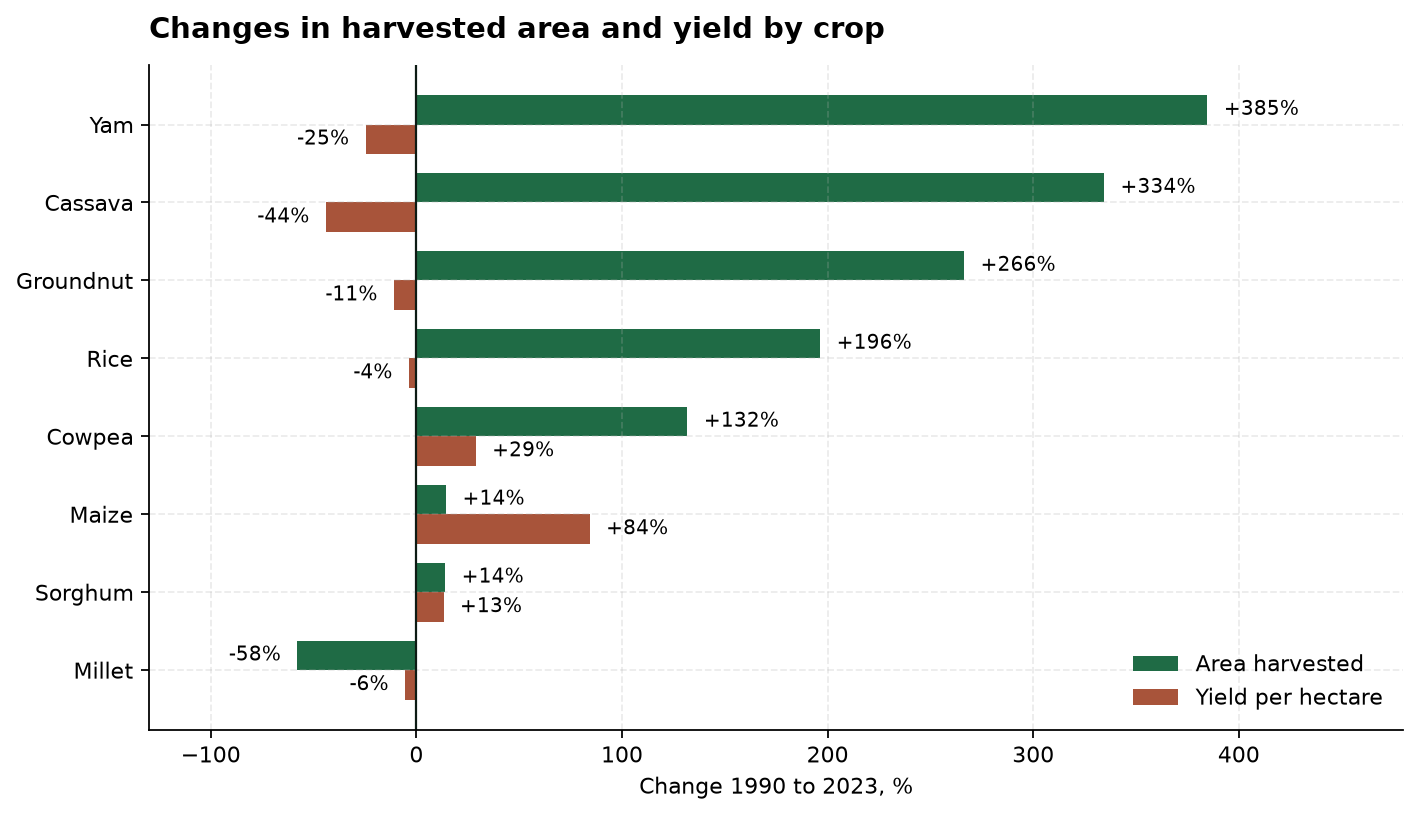 Changes in harvested area and yield by crop
Yam
+385%
-25%
Cassava
+334%
-44%
Groundnut
+266%
-11%
Rice
+196%
-4%
Cowpea
+132%
+29%
Maize
+14%
+84%
Sorghum
+14%
+13%
Millet
-58%
-6%
Area harvested
Yield per hectare
−100 0 100 200 300 400
Change 1990 to 2023, %